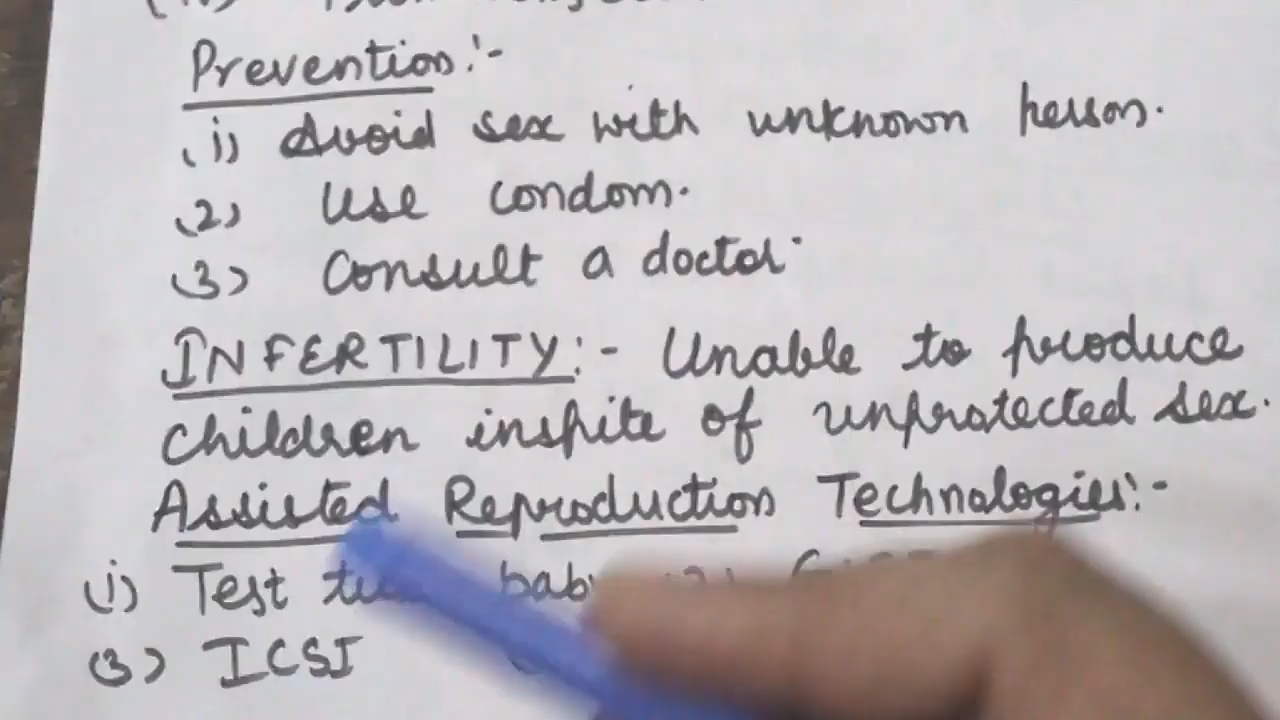 Prevention:-
(1) Avoid sex with unknown person.
(2) Use condom.
(3) Consult a doctor.
INFERTILITY:- Unable to produce
children inspite of unprotected sex.
Assisted Reproduction Technologies:-
(1) Test
(3) ICSI